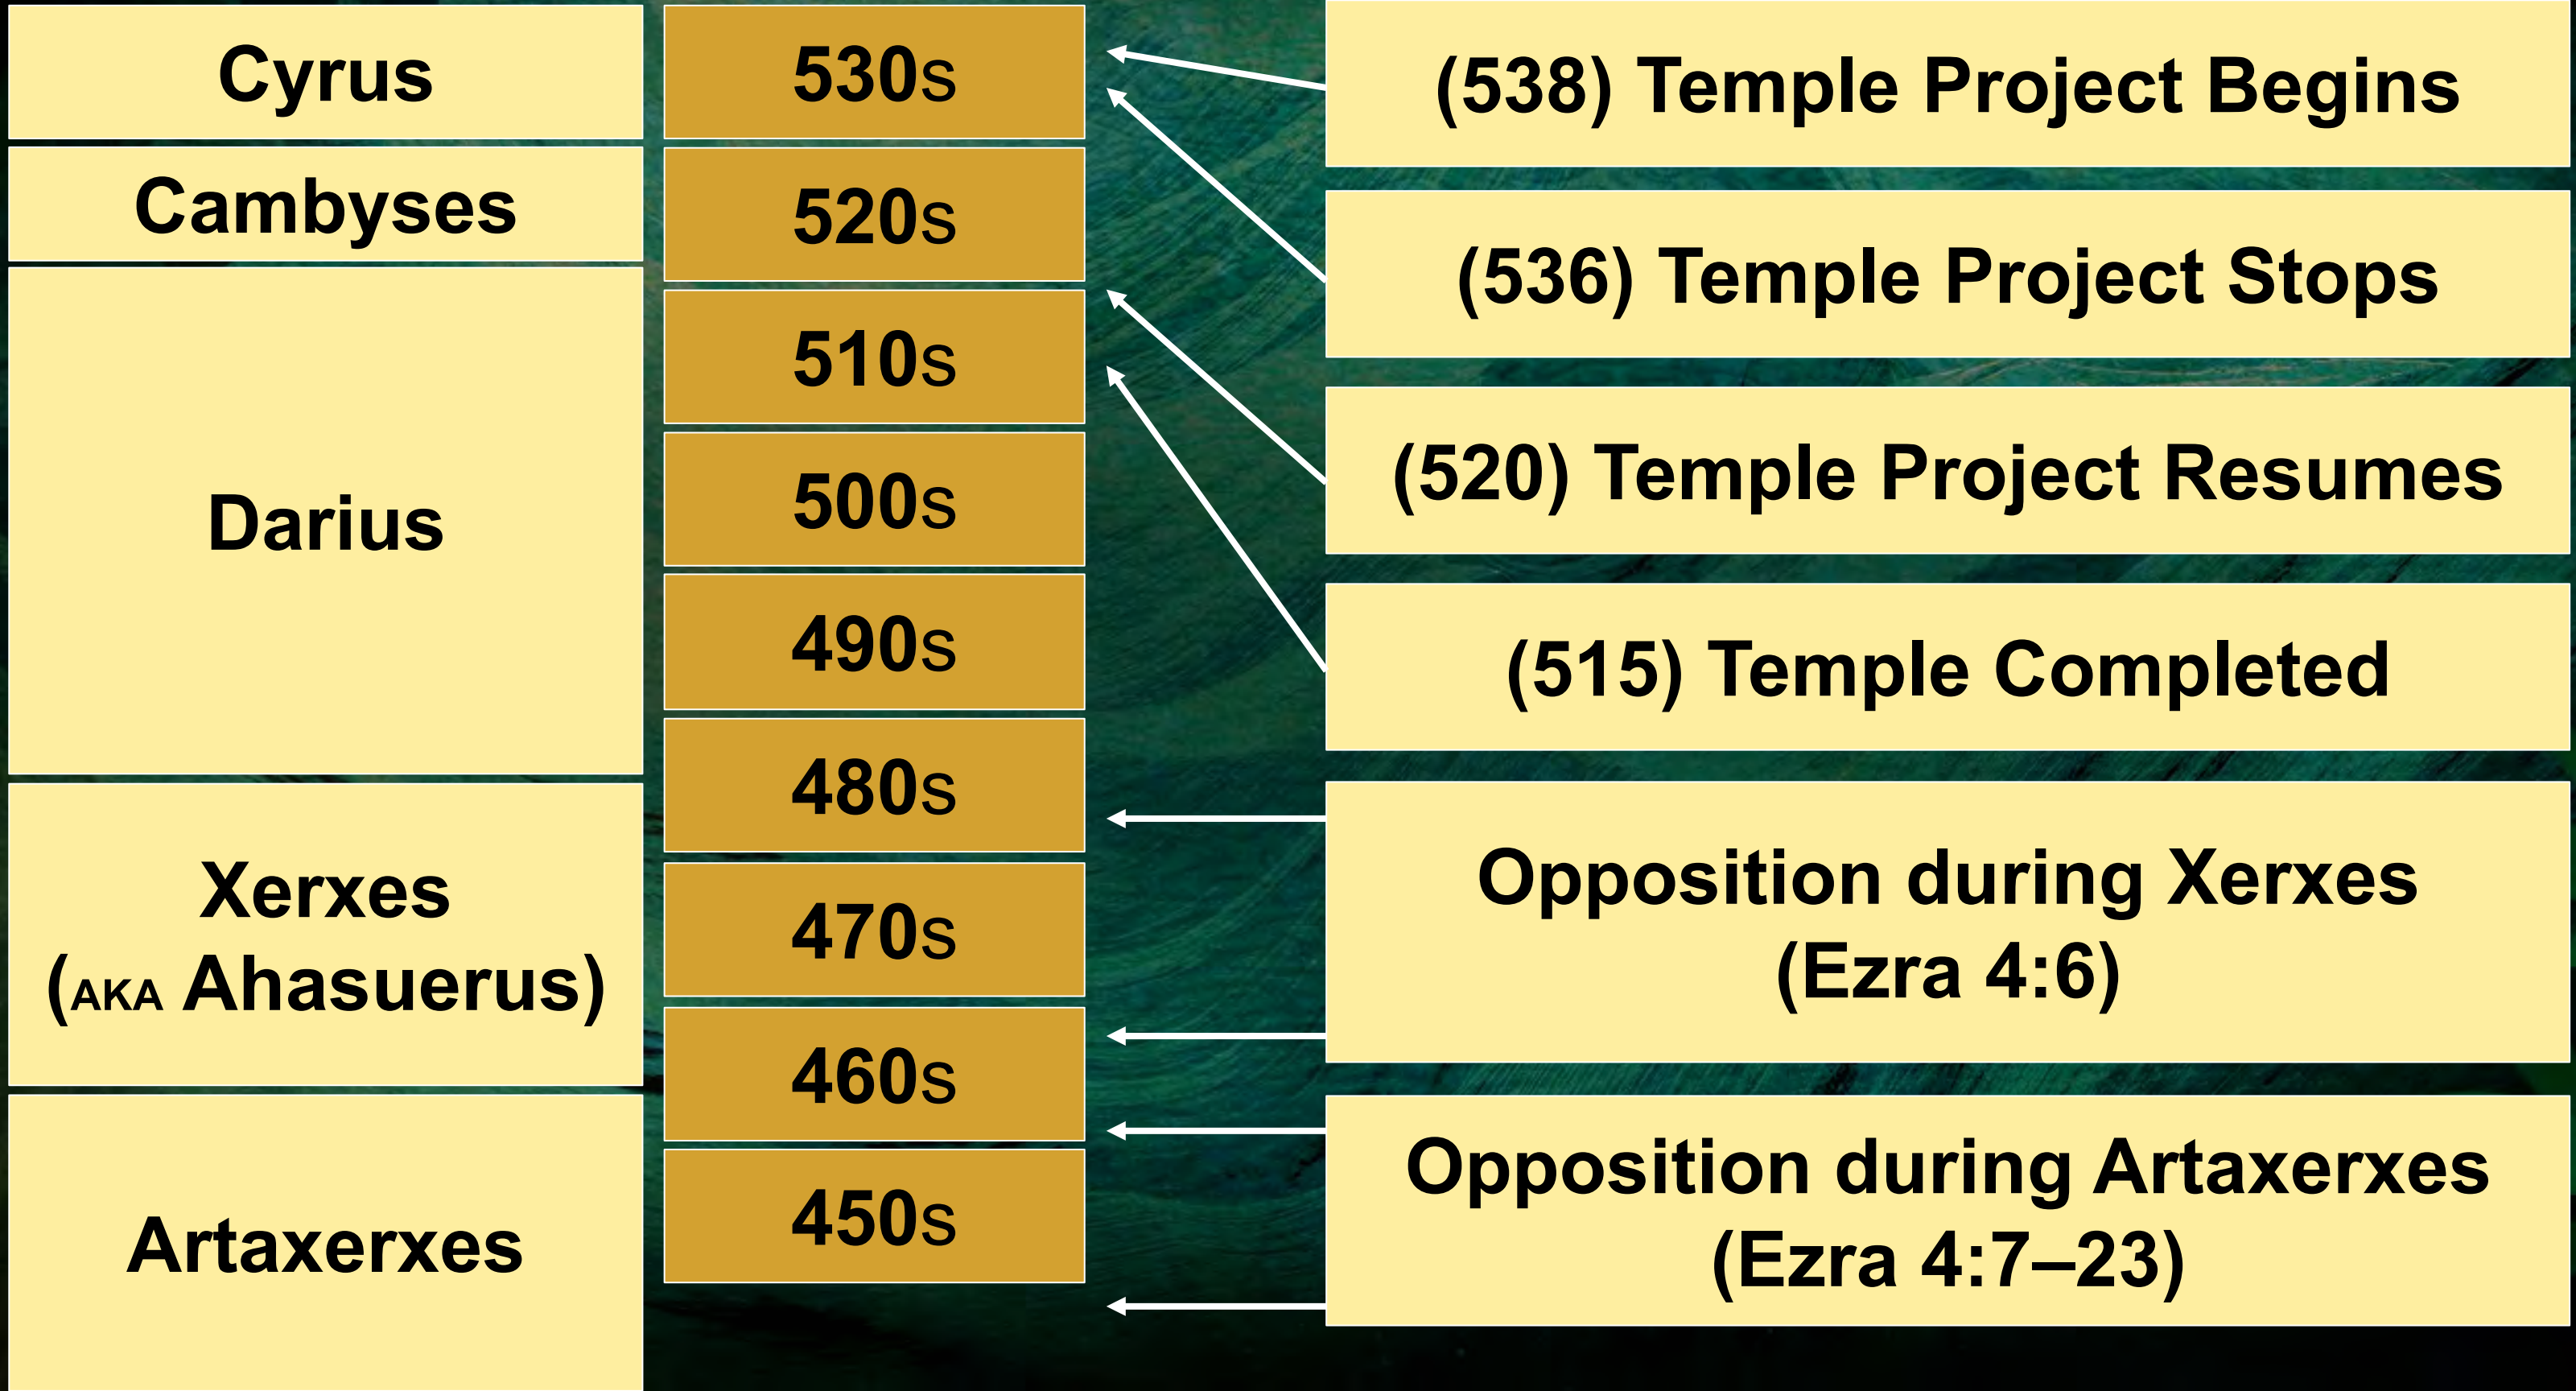 Cyrus
Cambyses
Darius
Xerxes
(AKA Ahasuerus)
Artaxerxes
530s
520s
510s
500s
490s
480s
470s
460s
450s
(538) Temple Project Begins
(536) Temple Project Stops
(520) Temple Project Resumes
(515) Temple Completed
Opposition during Xerxes
(Ezra 4:6)
Opposition during Artaxerxes
(Ezra 4:7–23)